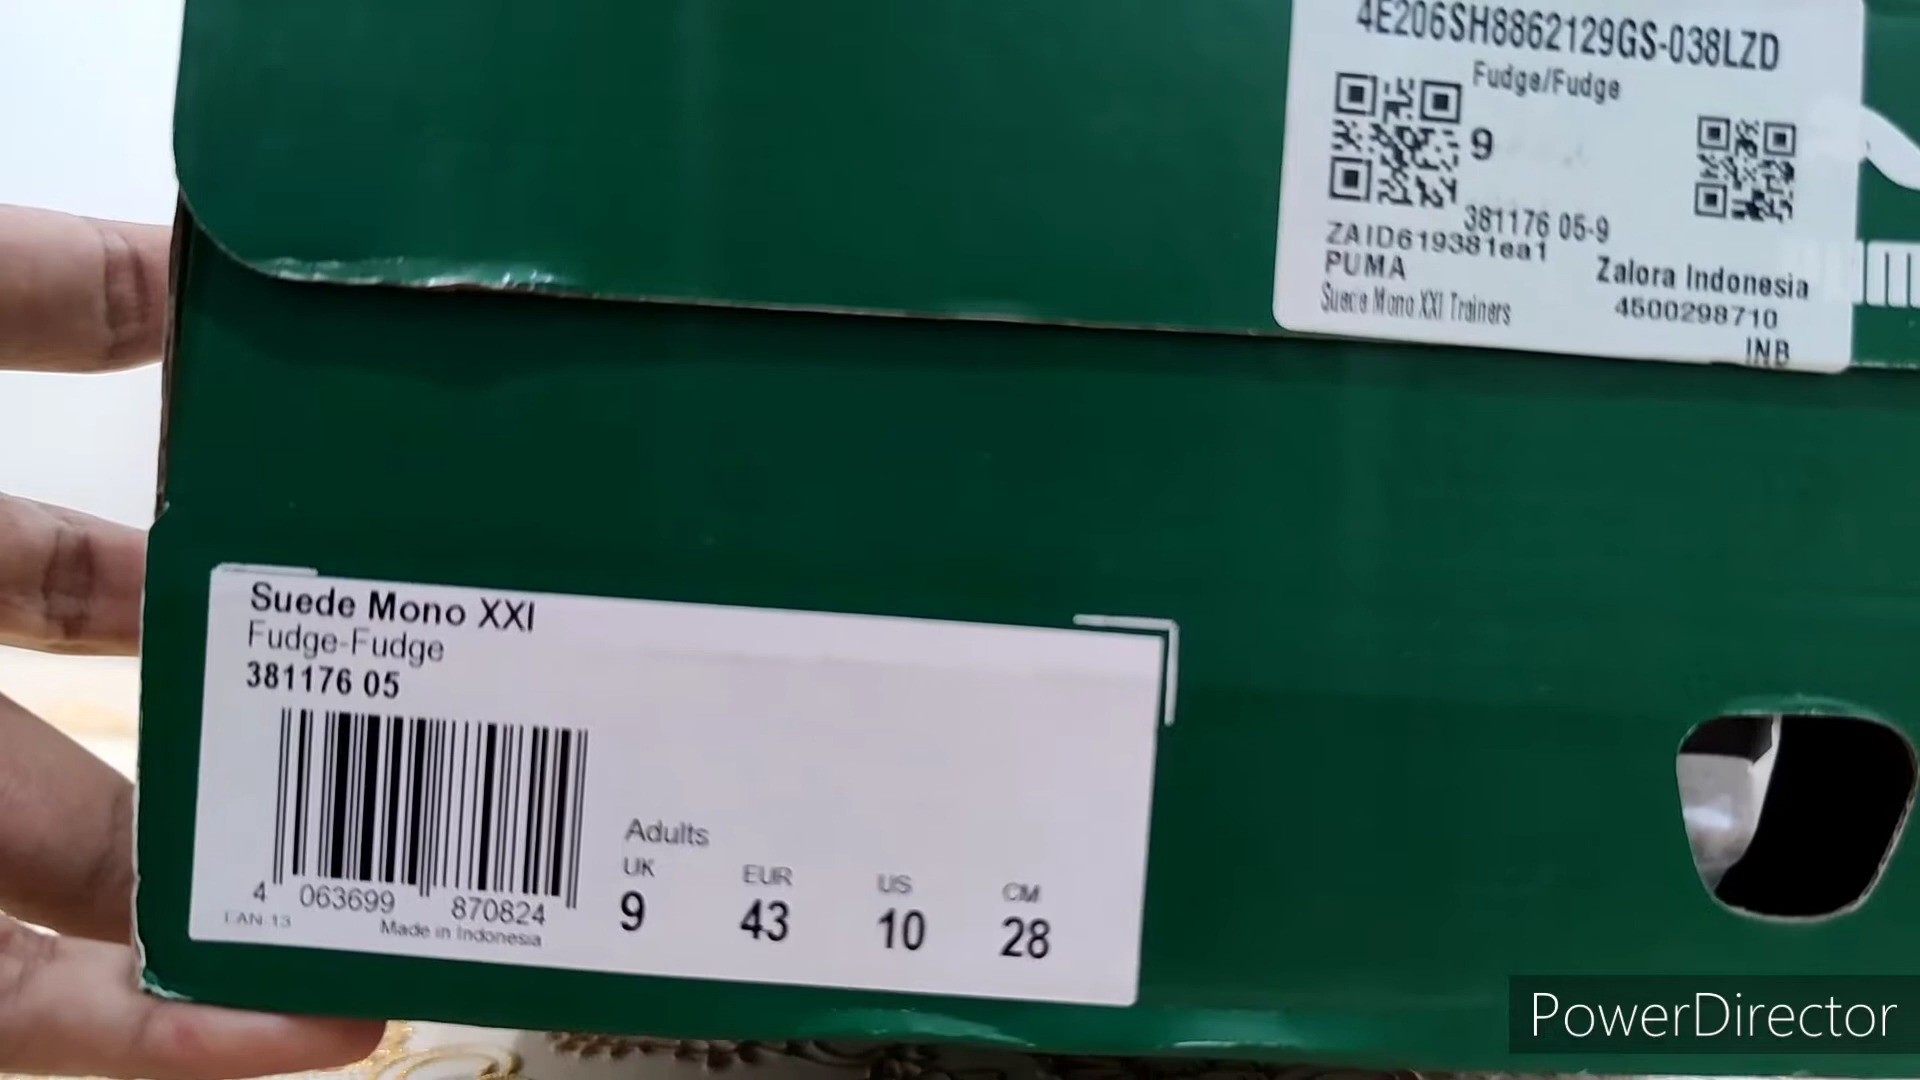 4E206SH8862129GS-038LZD
Fudge/Fudge
9
381176 05-9
ZAID619381ea1
PUMA
Zalora Indonesia
Suede Mono XXI Trainers
4500298710
INB
Suede Mono XXI
Fudge-Fudge
381176 05
4 063699 870824
EAN-13
Made in Indonesia
Adults
UK EUR US CM
9 43 10 28
PowerDirector